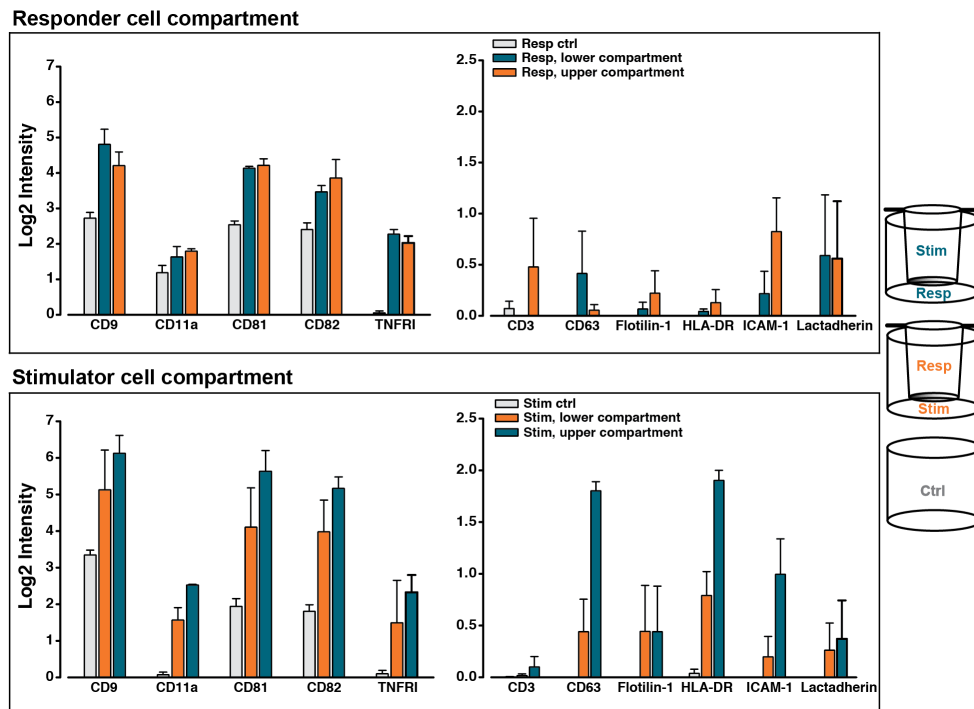 Responder cell compartment
Log2 Intensity
7
6
5
4
3
2
1
0
CD9 CD11a CD81 CD82 TNFRI
Resp ctrl
Resp, lower compartment
Resp, upper compartment
2.5
2.0
1.5
1.0
0.5
0.0
CD3 CD63 Flotilin-1 HLA-DR ICAM-1 Lactadherin
Stimulator cell compartment
Log2 Intensity
7
6
5
4
3
2
1
0
CD9 CD11a CD81 CD82 TNFRI
Stim ctrl
Stim, lower compartment
Stim, upper compartment
2.5
2.0
1.5
1.0
0.5
0.0
CD3 CD63 Flotilin-1 HLA-DR ICAM-1 Lactadherin
Stim
Resp
Resp
Stim
Ctrl